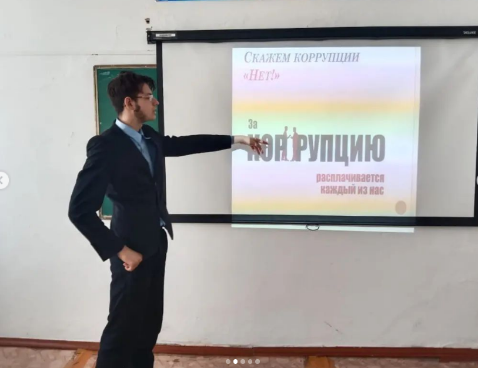 Скажем коррупции
«Нет!»
За
КОРРУПЦИЮ
расплачивается
каждый из нас